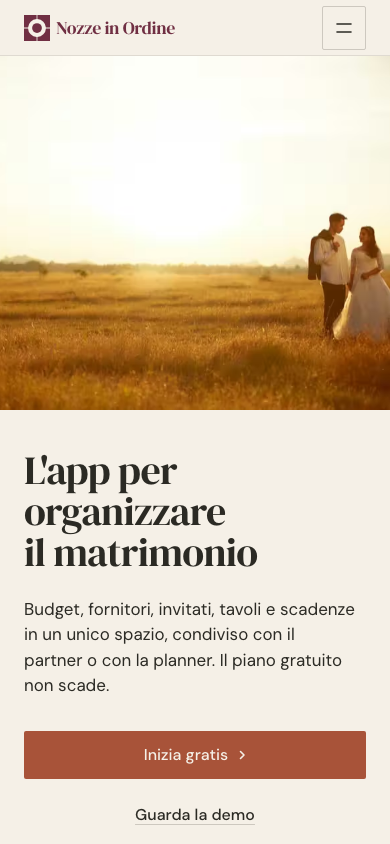 Nozze in Ordine
L'app per
organizzare
il matrimonio
Budget, fornitori, invitati, tavoli e scadenze
in un unico spazio, condiviso con il
partner o con la planner. Il piano gratuito
non scade.
Inizia gratis
Guarda la demo